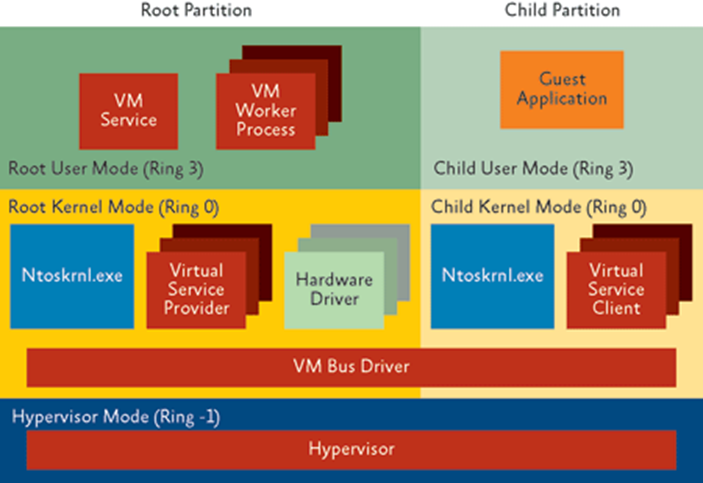 Root Partition
Child Partition
VM
Service
VM
Worker
Process
Guest
Application
Root User Mode (Ring 3)
Child User Mode (Ring 3)
Root Kernel Mode (Ring 0)
Child Kernel Mode (Ring 0)
Ntoskrnl.exe
Virtual
Service
Provider
Hardware
Driver
Ntoskrnl.exe
Virtual
Service
Client
VM Bus Driver
Hypervisor Mode (Ring -1)
Hypervisor